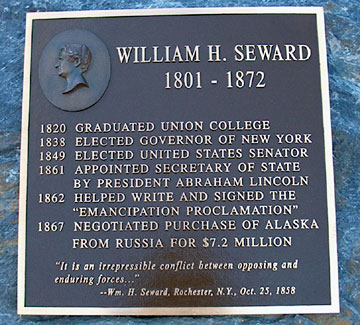 WILLIAM H. SEWARD
1801 - 1872
1820 GRADUATED UNION COLLEGE
1838 ELECTED GOVERNOR OF NEW YORK
1849 ELECTED UNITED STATES SENATOR
1861 APPOINTED SECRETARY OF STATE
BY PRESIDENT ABRAHAM LINCOLN
1862 HELPED WRITE AND SIGNED THE
"EMANCIPATION PROCLAMATION"
1867 NEGOTIATED PURCHASE OF ALASKA
FROM RUSSIA FOR $7.2 MILLION
"It is an irrepressible conflict between opposing and
enduring forces..."
--Wm. H. Seward, Rochester, N.Y., Oct. 25, 1858